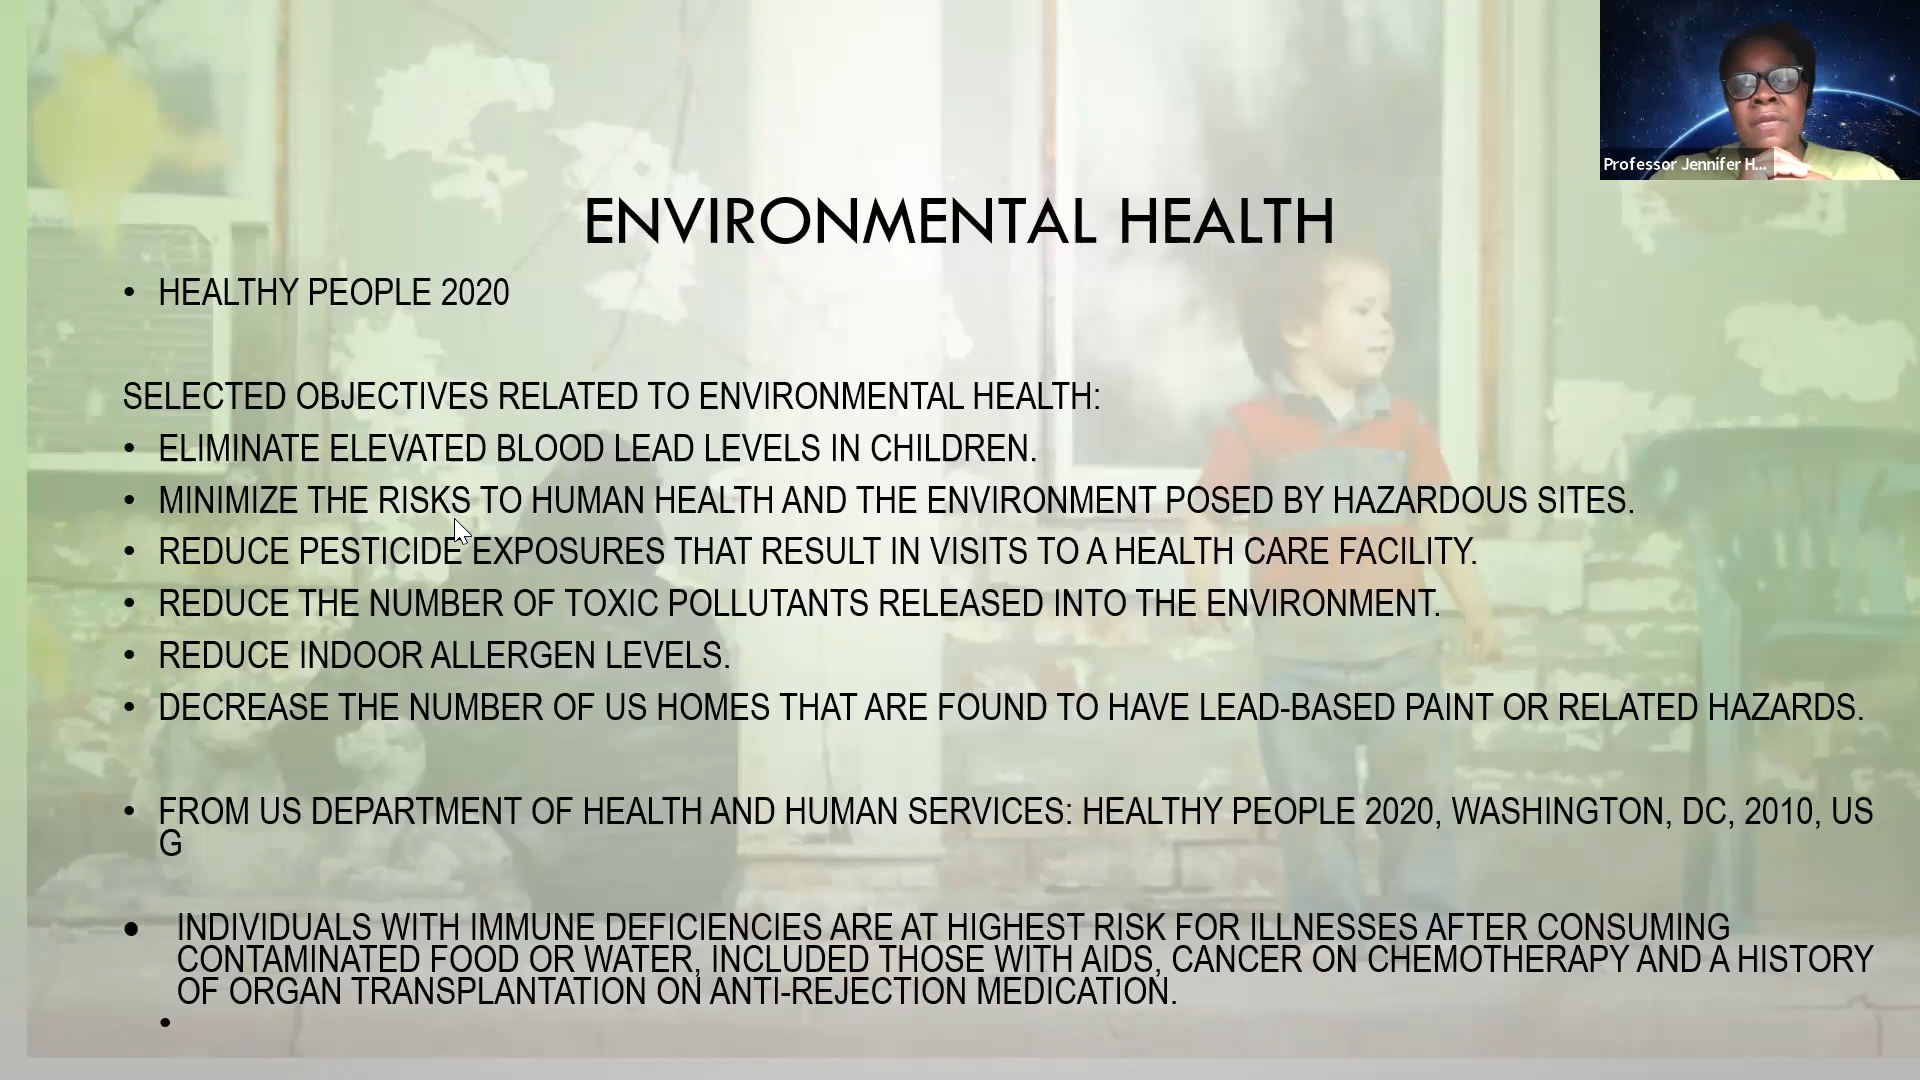 Professor Jennifer H...
ENVIRONMENTAL HEALTH
• HEALTHY PEOPLE 2020
SELECTED OBJECTIVES RELATED TO ENVIRONMENTAL HEALTH:
• ELIMINATE ELEVATED BLOOD LEAD LEVELS IN CHILDREN.
• MINIMIZE THE RISKS TO HUMAN HEALTH AND THE ENVIRONMENT POSED BY HAZARDOUS SITES.
• REDUCE PESTICIDE EXPOSURES THAT RESULT IN VISITS TO A HEALTH CARE FACILITY.
• REDUCE THE NUMBER OF TOXIC POLLUTANTS RELEASED INTO THE ENVIRONMENT.
• REDUCE INDOOR ALLERGEN LEVELS.
• DECREASE THE NUMBER OF US HOMES THAT ARE FOUND TO HAVE LEAD-BASED PAINT OR RELATED HAZARDS.
• FROM US DEPARTMENT OF HEALTH AND HUMAN SERVICES: HEALTHY PEOPLE 2020, WASHINGTON, DC, 2010, US
G
• INDIVIDUALS WITH IMMUNE DEFICIENCIES ARE AT HIGHEST RISK FOR ILLNESSES AFTER CONSUMING
CONTAMINATED FOOD OR WATER, INCLUDED THOSE WITH AIDS, CANCER ON CHEMOTHERAPY AND A HISTORY
OF ORGAN TRANSPLANTATION ON ANTI-REJECTION MEDICATION.
•